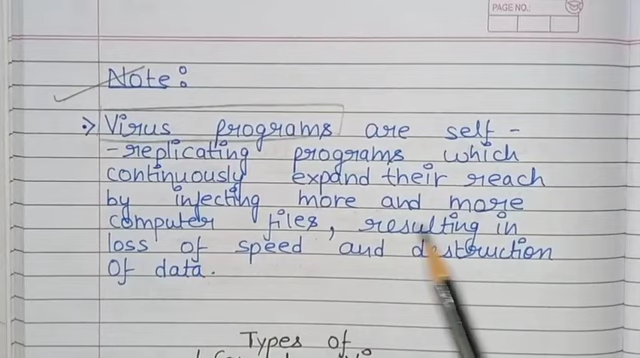 PAGE NO.:
Note:
:> Virus programs are self-
-replicating programs which
continuously expand their reach
by injecting more and more
computer files, resulting in
loss of speed and destruction
of data.
Types of